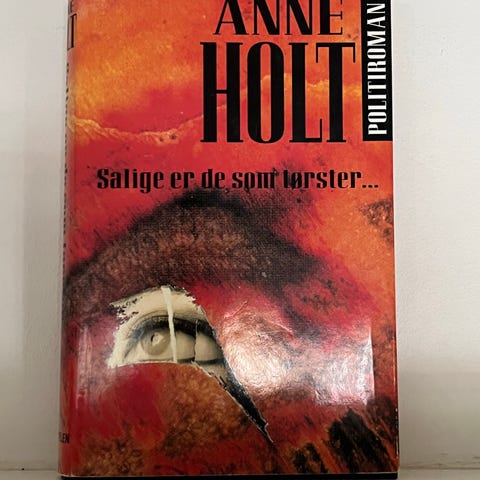 ANNE
HOLT
POLITIROMAN
Salige er de som tørster...